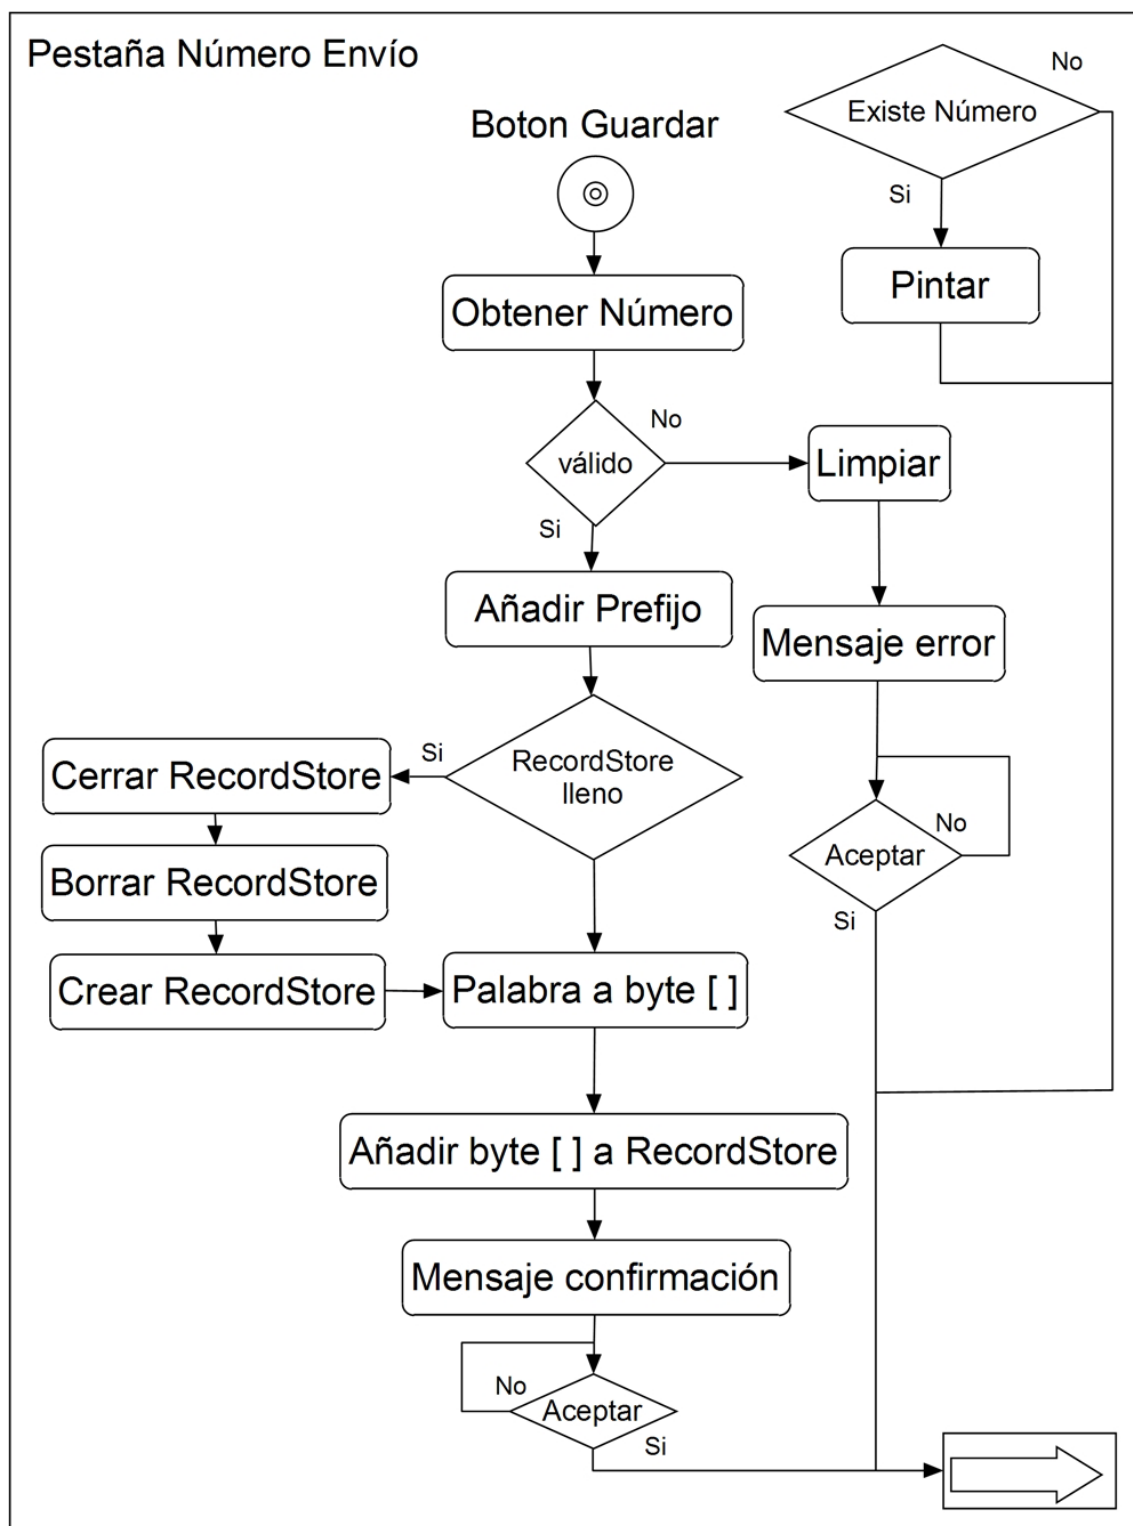 Pestaña Número Envío
No
Existe Número
Si
Pintar
Boton Guardar
Obtener Número
No
válido
Limpiar
Si
Añadir Prefijo
Mensaje error
RecordStore
lleno
Si
Cerrar RecordStore
No
Aceptar
Si
Borrar RecordStore
Crear RecordStore
Palabra a byte [ ]
Añadir byte [ ] a RecordStore
Mensaje confirmación
No
Aceptar
Si